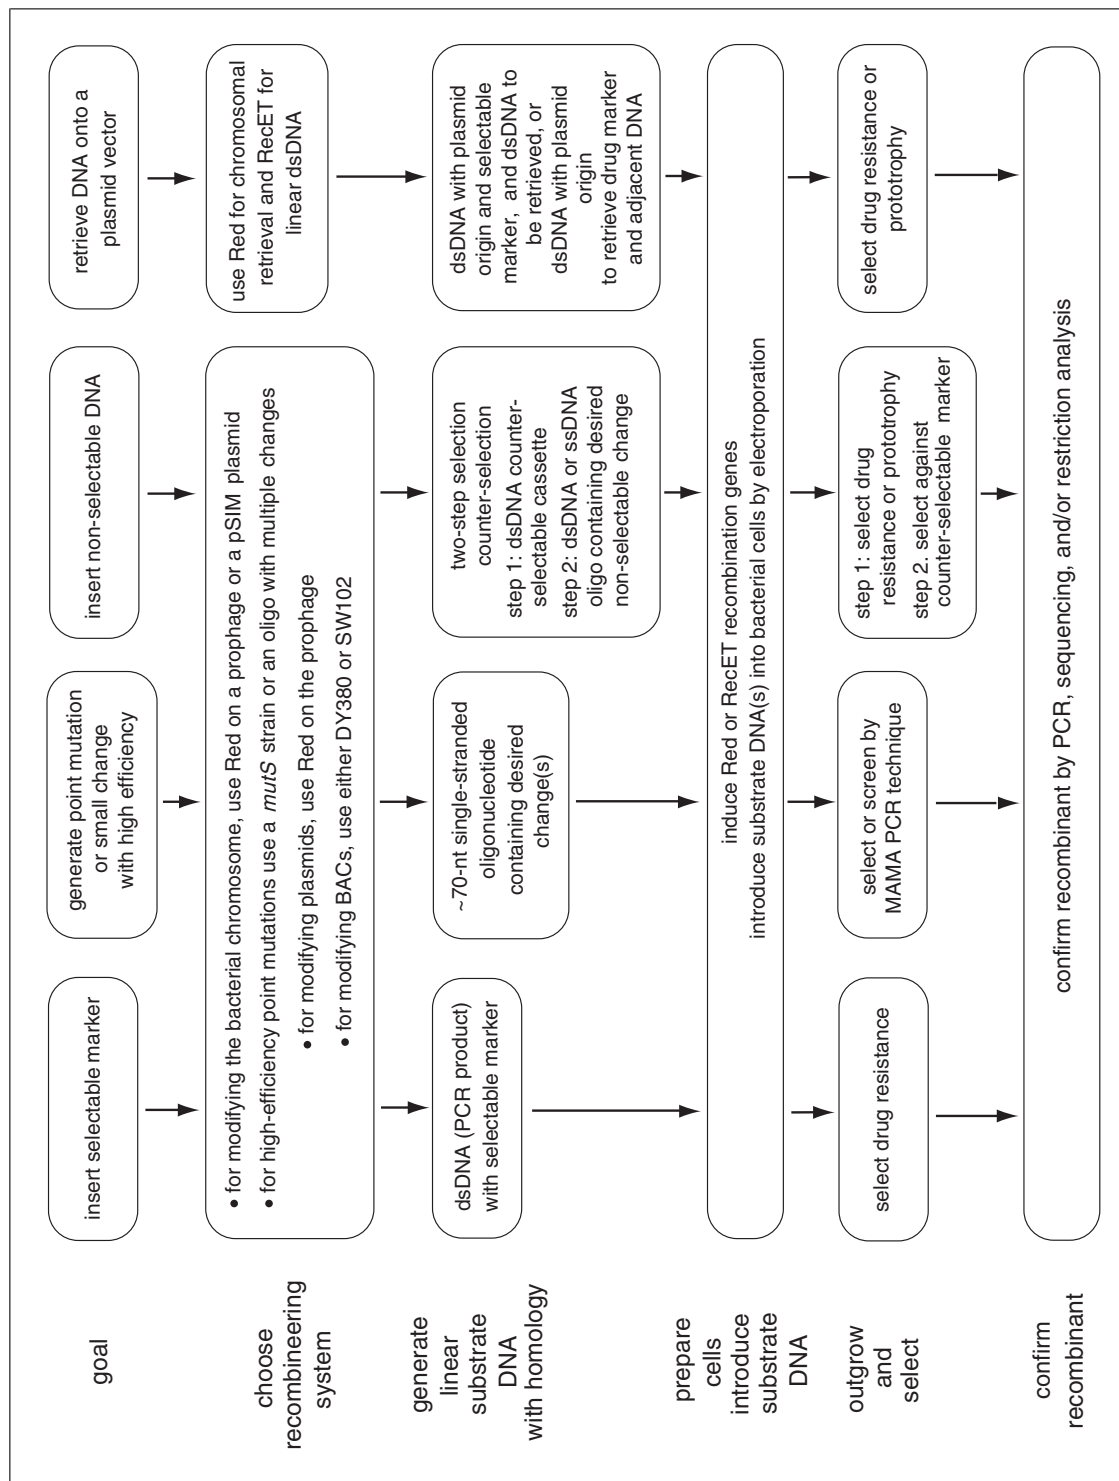 goal
insert selectable marker
generate point mutation
or small change
with high efficiency
insert non-selectable DNA
retrieve DNA onto a
plasmid vector
choose
recombineering
system
• for modifying the bacterial chromosome, use Red on a prophage or a pSIM plasmid
• for high-efficiency point mutations use a mutS strain or an oligo with multiple changes
• for modifying plasmids, use Red on the prophage
• for modifying BACs, use either DY380 or SW102
use Red for chromosomal
retrieval and RecET for
linear dsDNA
generate
linear
substrate
DNA
with homology
dsDNA (PCR product)
with selectable marker
~70-nt single-stranded
oligonucleotide
containing desired
change(s)
two-step selection
counter-selection
step 1: dsDNA counter-
selectable cassette
step 2: dsDNA or ssDNA
oligo containing desired
non-selectable change
dsDNA with plasmid
origin and selectable
marker, and dsDNA to
be retrieved, or
dsDNA with plasmid
origin
to retrieve drug marker
and adjacent DNA
prepare
cells
introduce
substrate
DNA
induce Red or RecET recombination genes
introduce substrate DNA(s) into bacterial cells by electroporation
outgrow
and
select
select drug resistance
select or screen by
MAMA PCR technique
step 1: select drug
resistance or prototrophy
step 2. select against
counter-selectable marker
select drug resistance or
prototrophy
confirm
recombinant
confirm recombinant by PCR, sequencing, and/or restriction analysis